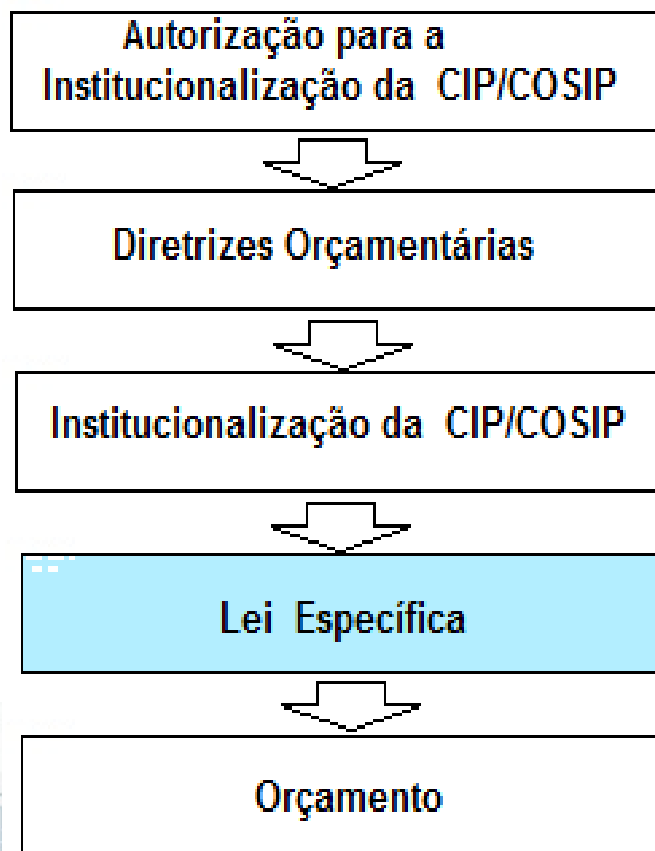 Autorização para a
Institucionalização da CIP/COSIP
Diretrizes Orçamentárias
Institucionalização da CIP/COSIP
Lei Específica
Orçamento